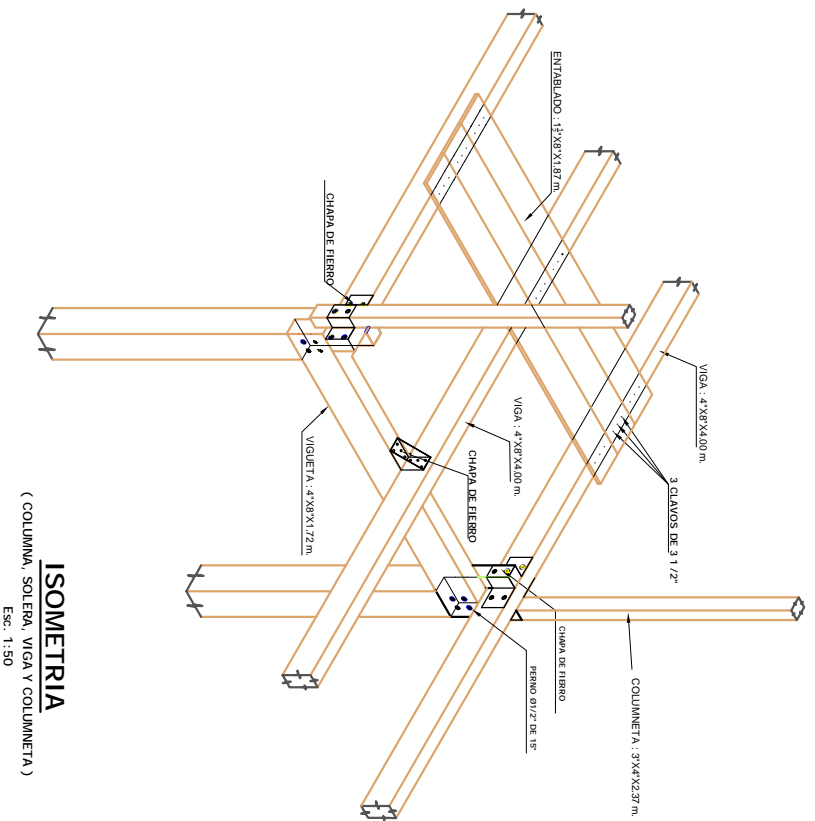 ENTABLADO : 1½"X8"X1.87 m.
CHAPA DE FIERRO
VIGA : 4"X8"X4.00 m.
3 CLAVOS DE 3 1/2"
VIGA : 4"X8"X4.00 m.
CHAPA DE FIERRO
VIGUETA : 4"X8"X1.72 m.
CHAPA DE FIERRO
PERNO Ø1/2" DE 15"
COLUMNETA : 3"X4"X2.37 m.
ISOMETRIA
( COLUMNA, SOLERA, VIGA Y COLUMNETA )
Esc. 1:50